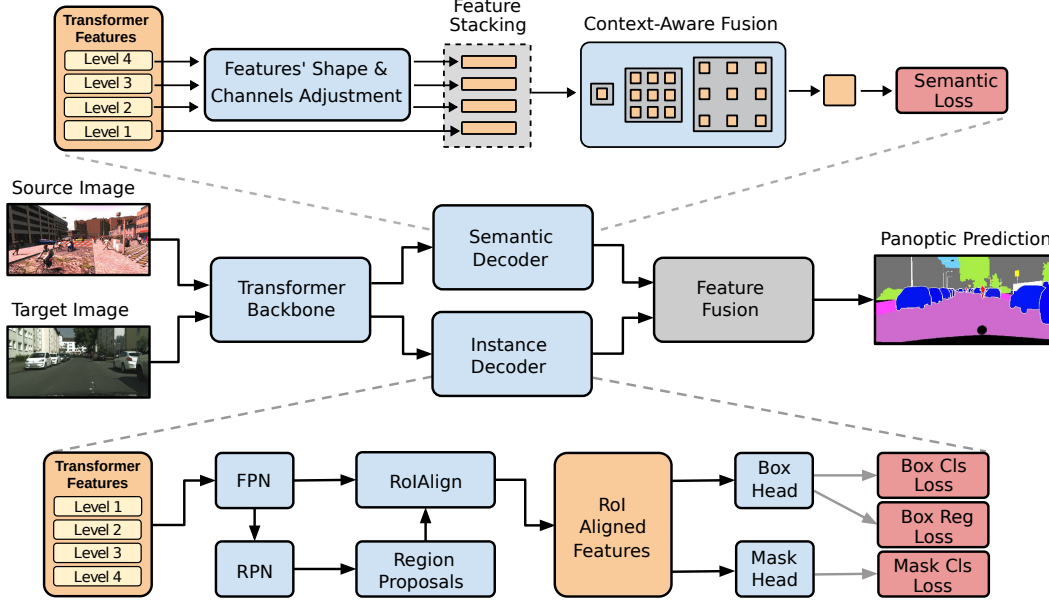 Transformer
Features
Level 4
Level 3
Level 2
Level 1
Features' Shape &
Channels Adjustment
Feature
Stacking
Context-Aware Fusion
Semantic
Loss
Source Image
Target Image
Transformer
Backbone
Semantic
Decoder
Instance
Decoder
Feature
Fusion
Panoptic Prediction
Transformer
Features
Level 1
Level 2
Level 3
Level 4
FPN
RPN
RoIAlign
Region
Proposals
RoI
Aligned
Features
Box
Head
Mask
Head
Box Cls
Loss
Box Reg
Loss
Mask Cls
Loss